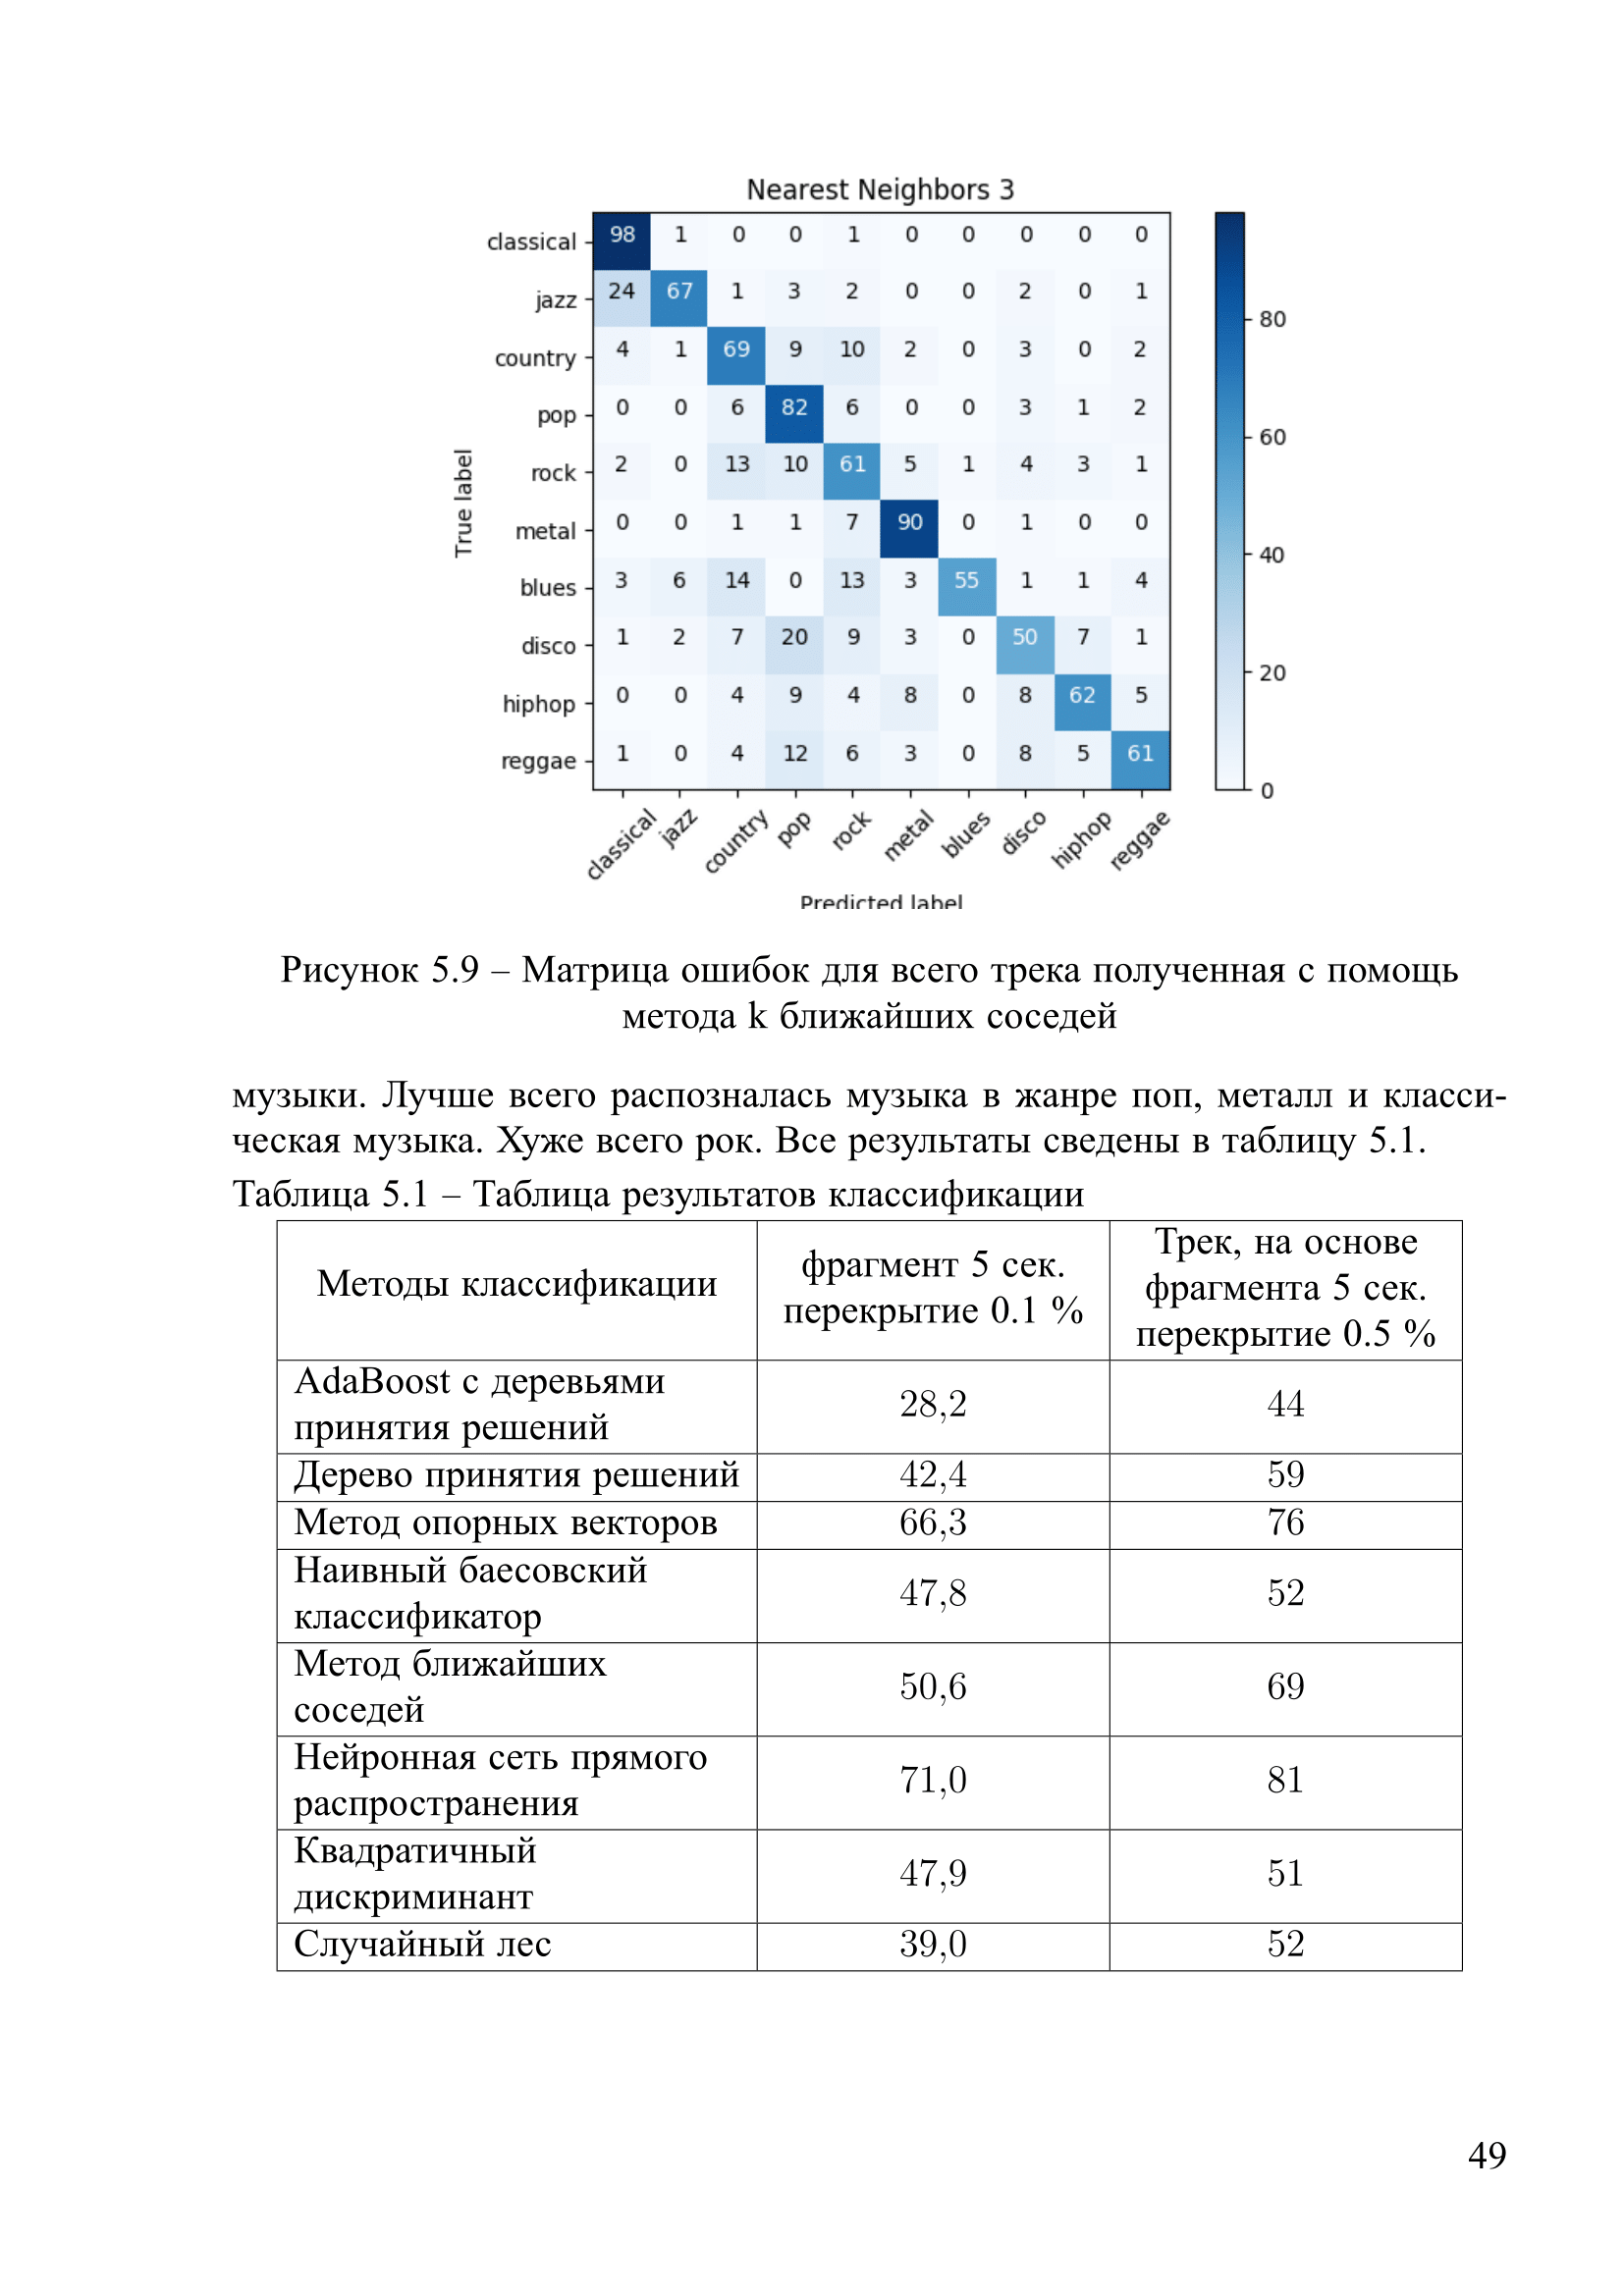 Nearest Neighbors 3
classical 98 1 0 0 1 0 0 0 0 0
jazz 24 67 1 3 2 0 0 2 0 1
country 4 1 69 9 10 2 0 3 0 2
pop 0 0 6 82 6 0 0 3 1 2
rock 2 0 13 10 61 5 1 4 3 1
metal 0 0 1 1 7 90 0 1 0 0
blues 3 6 14 0 13 3 55 1 1 4
disco 1 2 7 20 9 3 0 50 7 1
hiphop 0 0 4 9 4 8 0 8 62 5
reggae 1 0 4 12 6 3 0 8 5 61
True label
classical jazz country pop rock metal blues disco hiphop reggae
Predicted label
80
60
40
20
0
Рисунок 5.9 – Матрица ошибок для всего трека полученная с помощь
метода k ближайших соседей
музыки. Лучше всего распозналась музыка в жанре поп, металл и класси-
ческая музыка. Хуже всего рок. Все результаты сведены в таблицу 5.1.
Таблица 5.1 – Таблица результатов классификации
Методы классификации
фрагмент 5 сек.
перекрытие 0.1 %
Трек, на основе
фрагмента 5 сек.
перекрытие 0.5 %
AdaBoost с деревьями
принятия решений
28,2
44
Дерево принятия решений 42,4 59
Метод опорных векторов 66,3 76
Наивный баесовский
классификатор
47,8
52
Метод ближайших
соседей
50,6
69
Нейронная сеть прямого
распространения
71,0
81
Квадратичный
дискриминант
47,9
51
Случайный лес 39,0 52
49